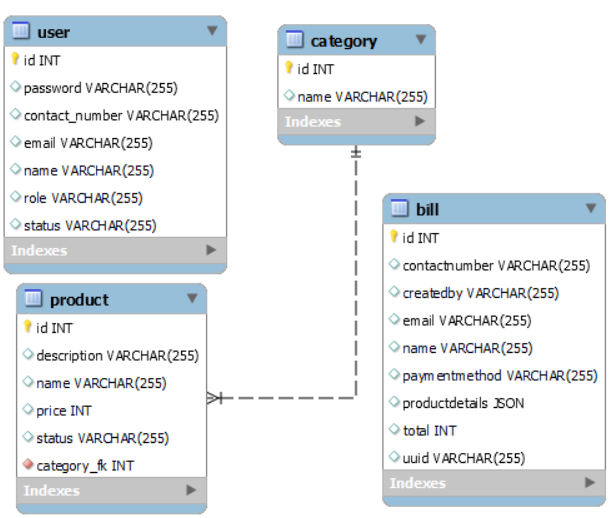 user
id INT
password VARCHAR(255)
contact_number VARCHAR(255)
email VARCHAR(255)
name VARCHAR(255)
role VARCHAR(255)
status VARCHAR(255)
Indexes
category
id INT
name VARCHAR(255)
Indexes
product
id INT
description VARCHAR(255)
name VARCHAR(255)
price INT
status VARCHAR(255)
category_fk INT
Indexes
bill
id INT
contactnumber VARCHAR(255)
createdby VARCHAR(255)
email VARCHAR(255)
name VARCHAR(255)
paymentmethod VARCHAR(255)
productdetails JSON
total INT
uuid VARCHAR(255)
Indexes